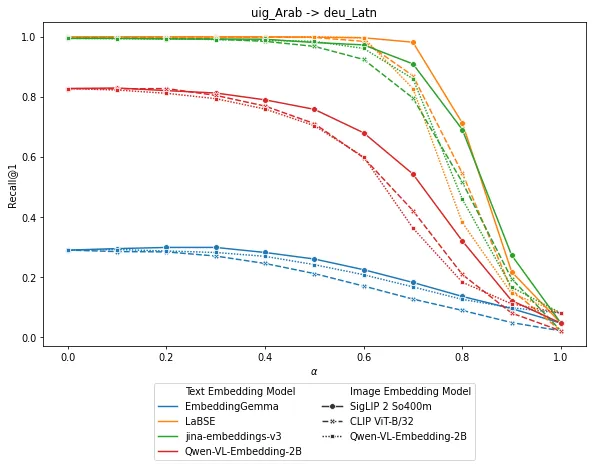 uig_Arab -> deu_Latn
Recall@1
1.0
0.8
0.6
0.4
0.2
0.0
0.0 0.2 0.4 0.6 0.8 1.0
α
Text Embedding Model
EmbeddingGemma
LaBSE
jina-embeddings-v3
Qwen-VL-Embedding-2B
Image Embedding Model
SigLIP 2 So400m
CLIP ViT-B/32
Qwen-VL-Embedding-2B